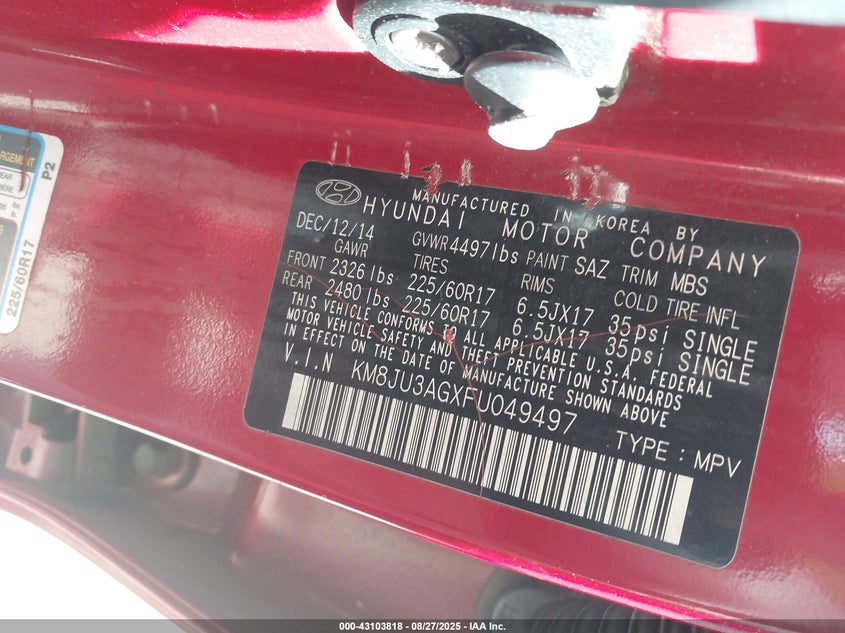 MANUFACTURED IN KOREA BY
HYUNDAI MOTOR COMPANY
DEC/12/14 GVWR 4497lbs PAINT SAZ TRIM MBS
GAWR TIRES RIMS COLD TIRE INFL
FRONT 2326 lbs 225/60R17 6.5JX17 35psi SINGLE
REAR 2480 lbs 225/60R17 6.5JX17 35psi SINGLE
THIS VEHICLE CONFORMS TO ALL APPLICABLE U.S.A. FEDERAL
MOTOR VEHICLE SAFETY AND THEFT PREVENTION STANDARDS
IN EFFECT ON THE DATE OF MANUFACTURE SHOWN ABOVE
V.I.N KM8JU3AGXFU049497
TYPE : MPV
P2
225/60R17
000-43103818 - 08/27/2025 - IAA Inc.